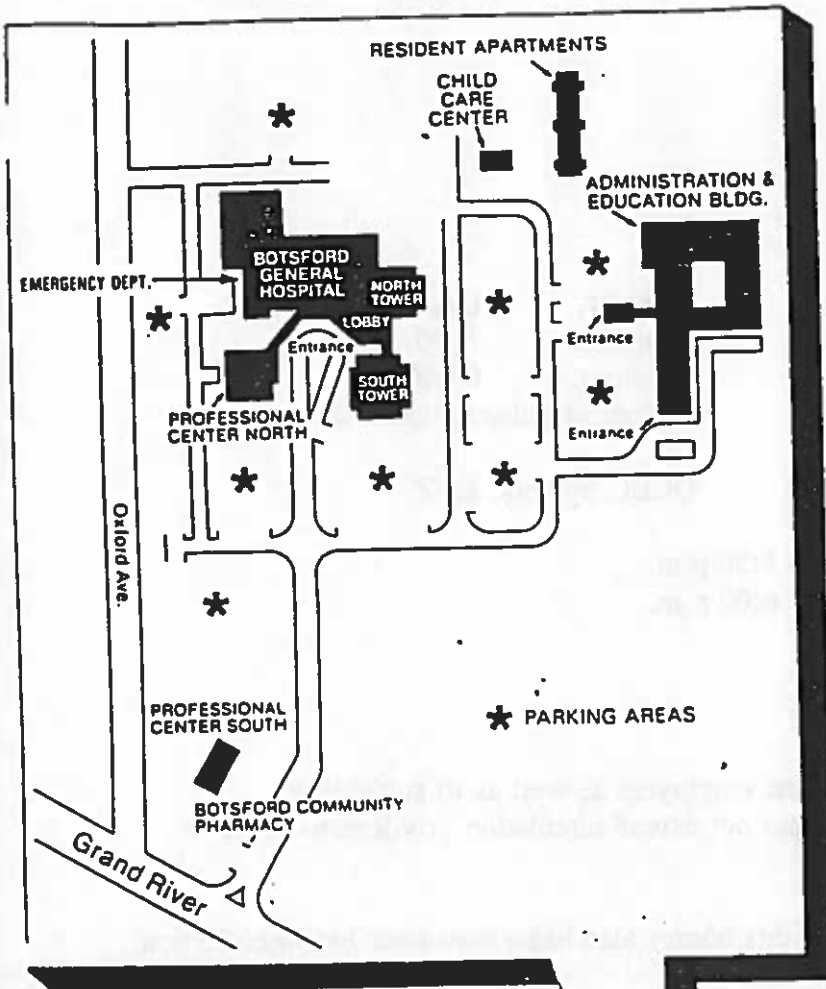 RESIDENT APARTMENTS
CHILD
CARE
CENTER
ADMINISTRATION &
EDUCATION BLDG.
BOTSFORD
GENERAL
HOSPITAL
EMERGENCY DEPT.
NORTH
TOWER
LOBBY
Entrance
Entrance
SOUTH
TOWER
PROFESSIONAL
CENTER NORTH
Entrance
Oxford Ave.
PROFESSIONAL
CENTER SOUTH
PARKING AREAS
BOTSFORD COMMUNITY
PHARMACY
Grand River